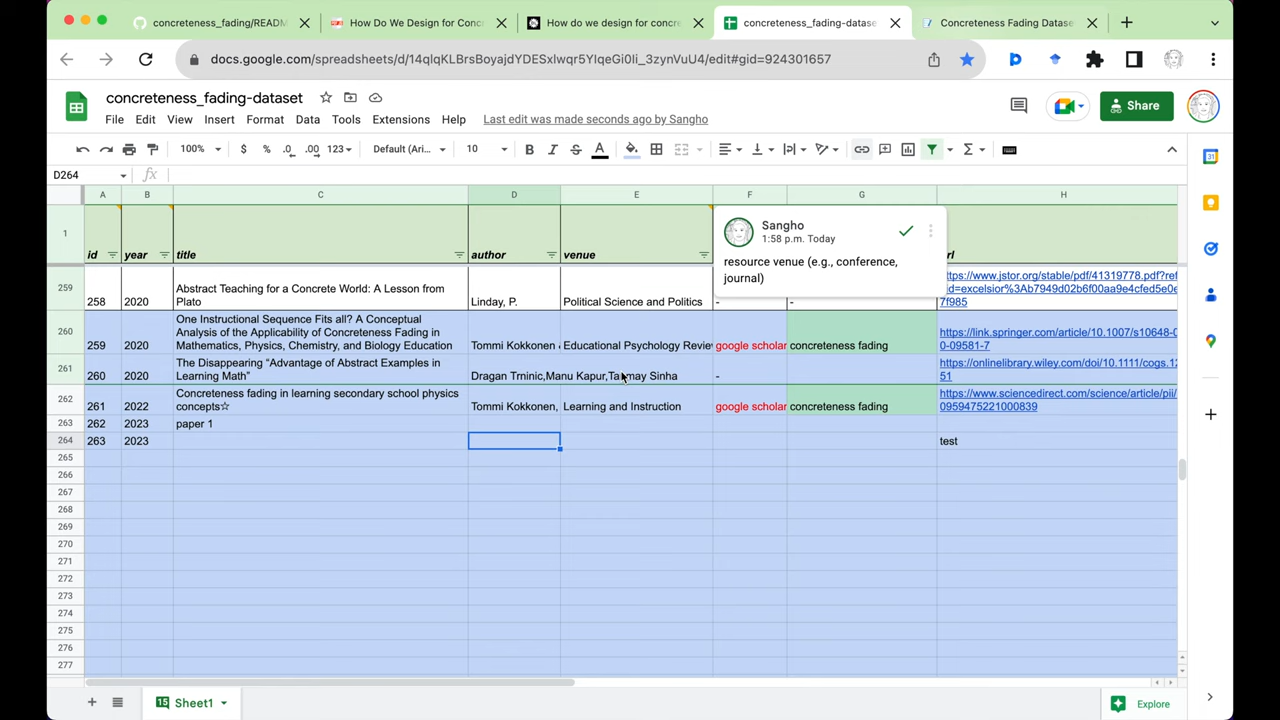 concreteness_fading/READM
How Do We Design for Conc
How do we design for concre
concreteness_fading-datase
Concreteness Fading Datase
docs.google.com/spreadsheets/d/14qlqKLBrsBoyajdYDESxlwqr5YIqeGi0Ii_3zynVuU4/edit#gid=924301657
concreteness_fading-dataset
Share
File Edit View Insert Format Data Tools Extensions Help Last edit was made seconds ago by Sangho
100% $ % .0 .00 123 Default (Ari... 10 B I S A
D264 fx
A B C D E F G H
1 id year title author venue rl
Sangho
1:58 p.m. Today
resource venue (e.g., conference,
journal)
259 258 2020 Abstract Teaching for a Concrete World: A Lesson from
Plato Linday, P. Political Science and Politics - -
https://www.jstor.org/stable/pdf/41319778.pdf?ref
id=excelsior%3Ab7949d02b6f00aa9e4cfed5e0e
7f985
260 259 2020 One Instructional Sequence Fits all? A Conceptual
Analysis of the Applicability of Concreteness Fading in
Mathematics, Physics, Chemistry, and Biology Education
Tommi Kokkonen Educational Psychology Review google scholar concreteness fading
https://link.springer.com/article/10.1007/s10648-0
0-09581-7
261 260 2020 The Disappearing “Advantage of Abstract Examples in
Learning Math” Dragan Trninic,Manu Kapur,Tanmay Sinha -
https://onlinelibrary.wiley.com/doi/10.1111/cogs.12
51
262 261 2022 Concreteness fading in learning secondary school physics
concepts☆ Tommi Kokkonen, Learning and Instruction google scholar concreteness fading
https://www.sciencedirect.com/science/article/pii/
0959475221000839
263 262 2023 paper 1
264 263 2023 test
265
266
267
268
269
270
271
272
273
274
275
276
277
15 Sheet1
Explore
31